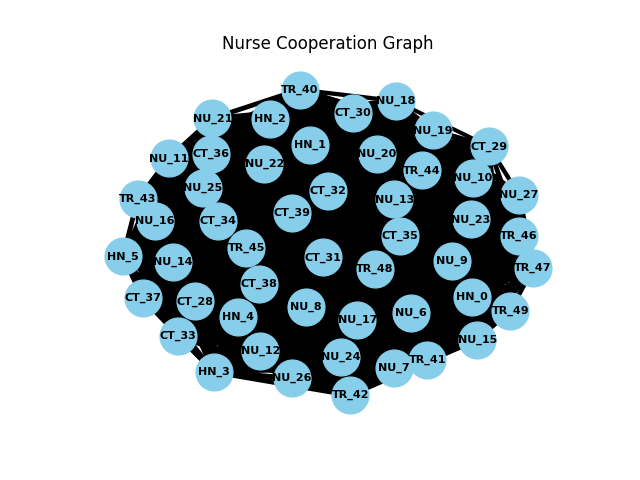 Nurse Cooperation Graph
TR_40
NU_18
CT_30
NU_21
HN_2
NU_19
HN_1
CT_29
CT_36
NU_20
NU_11
NU_22
TR_44
NU_10
NU_25
CT_32
NU_27
TR_43
NU_13
CT_39
NU_16
CT_34
NU_23
CT_35
TR_46
TR_45
HN_5
CT_31
NU_14
NU_9
TR_47
TR_48
CT_38
HN_0
CT_37
CT_28
NU_8
TR_49
NU_6
HN_4
NU_17
CT_33
NU_15
NU_12
NU_24
TR_41
NU_7
HN_3
NU_26
TR_42